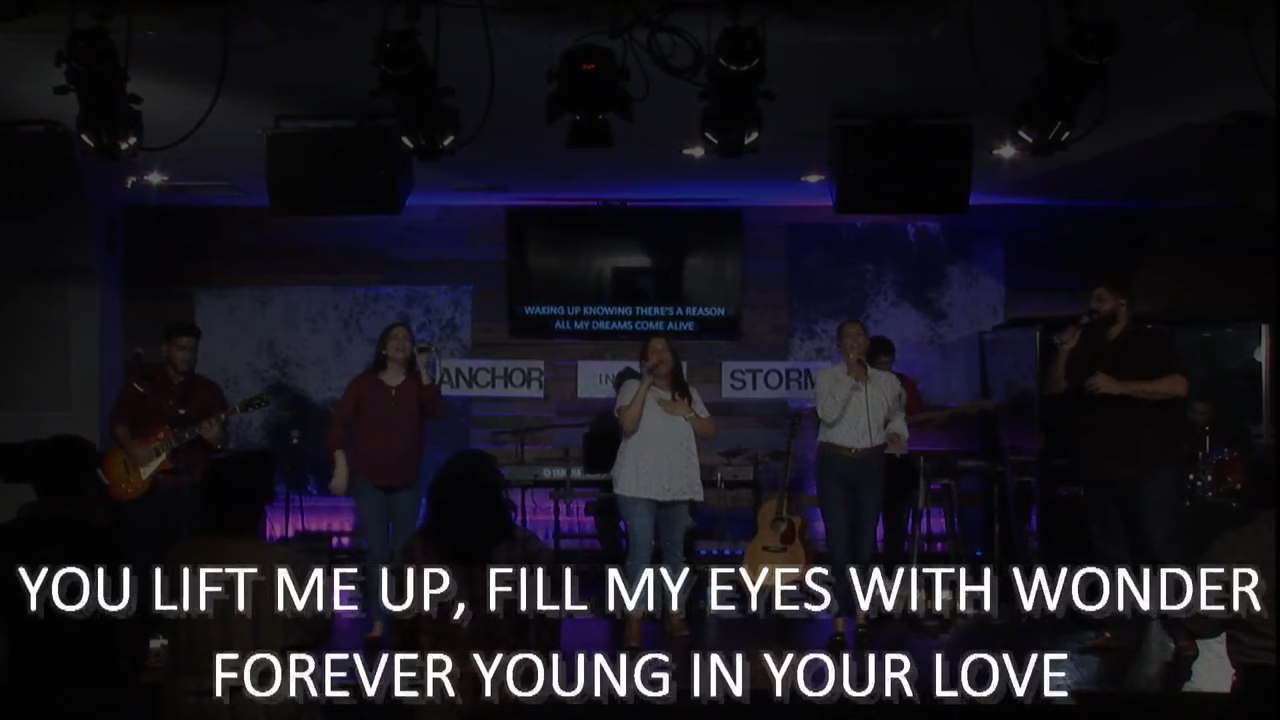 WAKING UP KNOWING THERE'S A REASON
ALL MY DREAMS COME ALIVE
ANCHOR
IN
STORM
YOU LIFT ME UP, FILL MY EYES WITH WONDER
FOREVER YOUNG IN YOUR LOVE